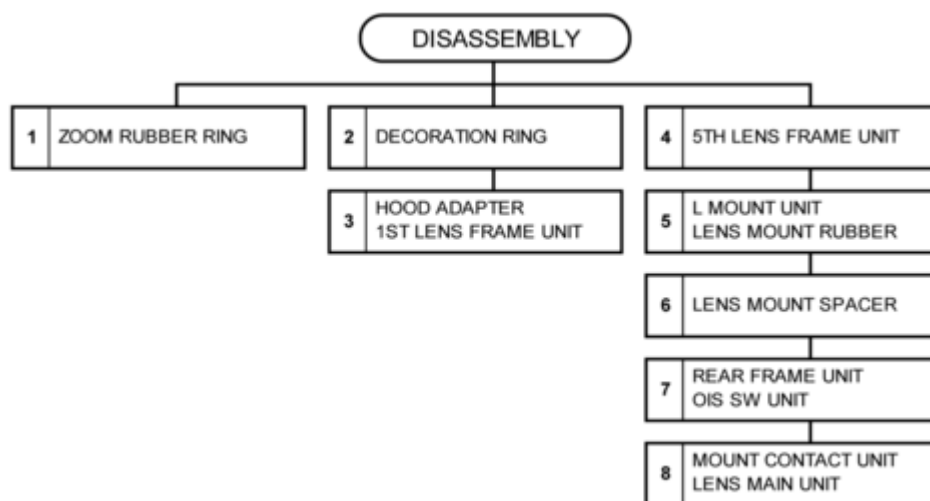 DISASSEMBLY
1 ZOOM RUBBER RING
2 DECORATION RING
3 HOOD ADAPTER
1ST LENS FRAME UNIT
4 5TH LENS FRAME UNIT
5 L MOUNT UNIT
LENS MOUNT RUBBER
6 LENS MOUNT SPACER
7 REAR FRAME UNIT
OIS SW UNIT
8 MOUNT CONTACT UNIT
LENS MAIN UNIT